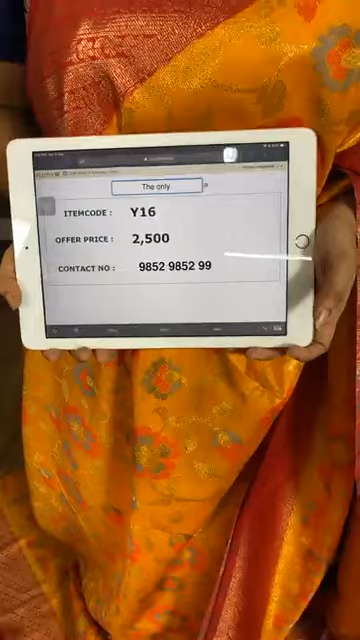 The only
ITEMCODE : Y16
OFFER PRICE : 2,500
CONTACT NO : 9852 9852 99